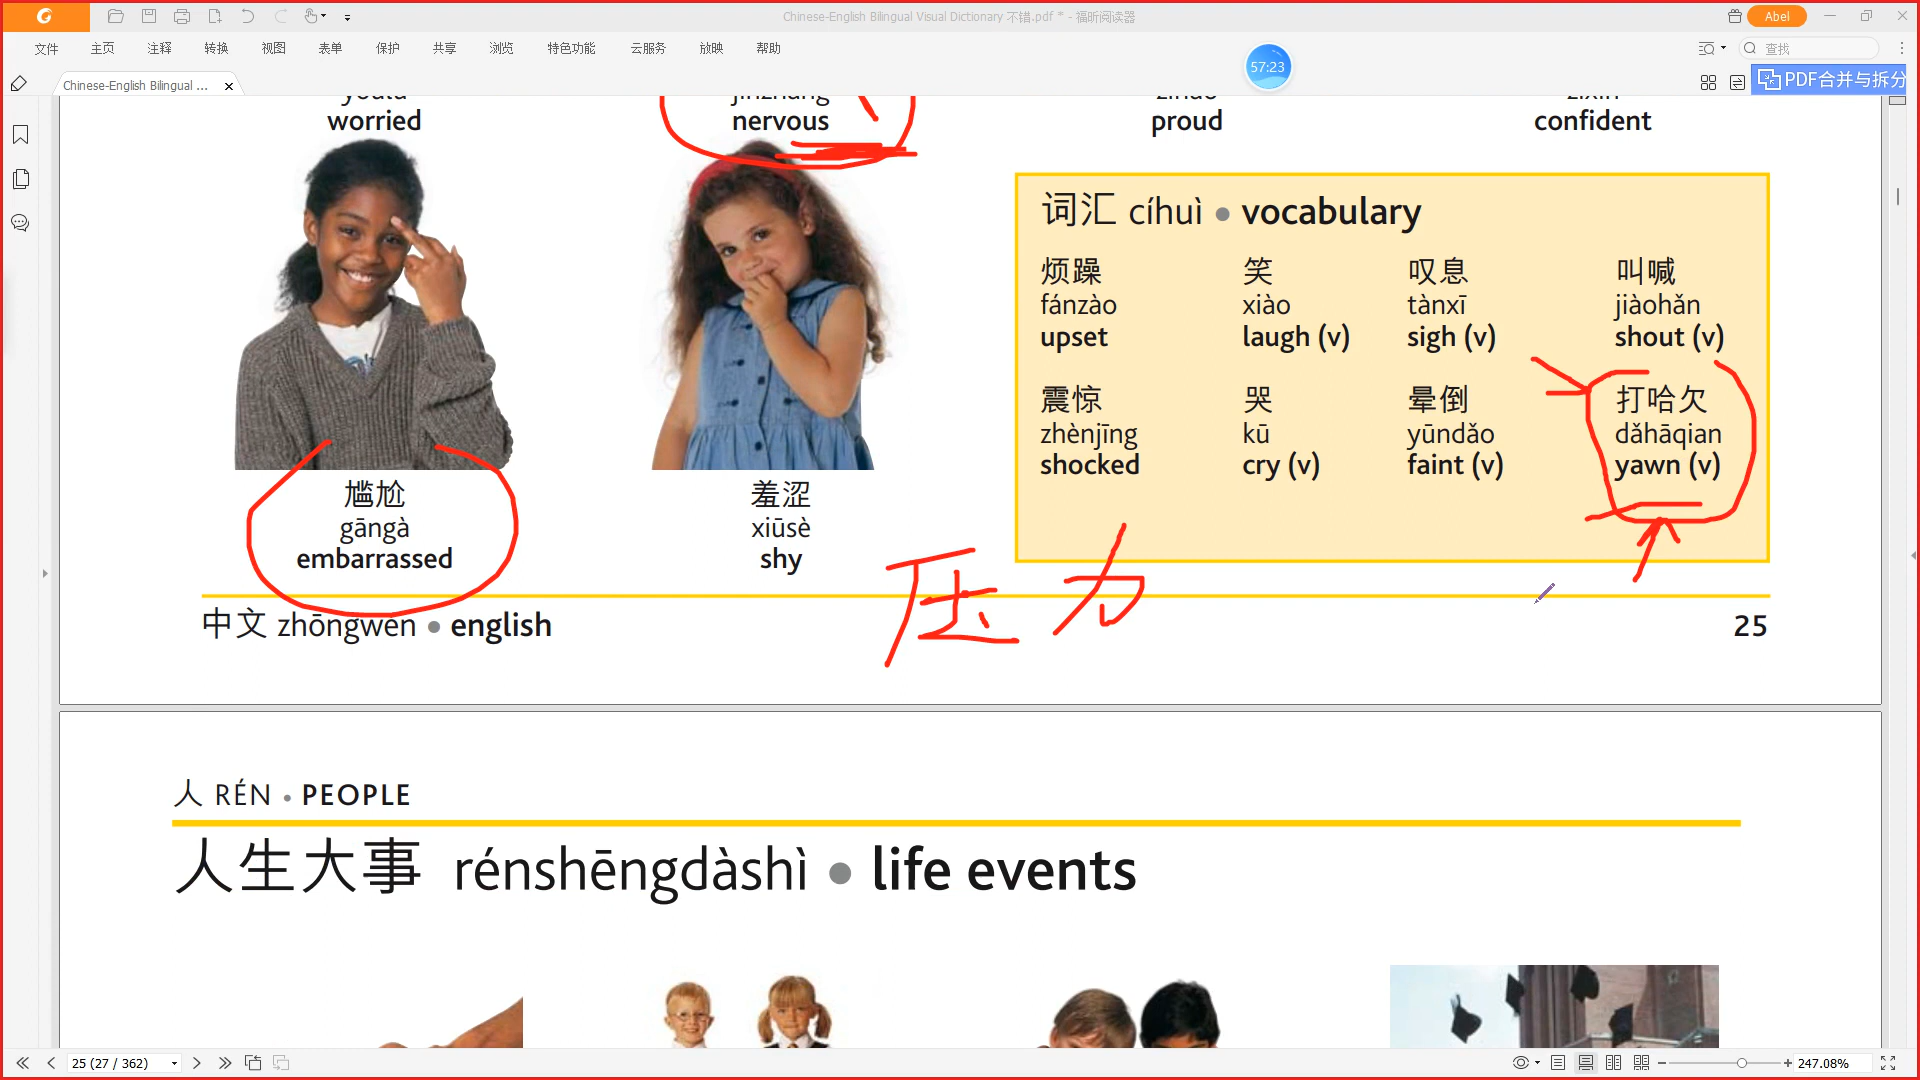 Chinese-English Bilingual Visual Dictionary 不错.pdf * - 福昕阅读器
Abel
文件 主页 注释 转换 视图 表单 保护 共享 浏览 特色功能 云服务 放映 帮助
57:23
查找
Chinese-English Bilingual ...
PDF合并与拆分
worried
nervous
proud
confident
词汇 cíhuì • vocabulary
烦躁 笑 叹息 叫喊
fánzào xiào tànxī jiàohǎn
upset laugh (v) sigh (v) shout (v)
震惊 哭 晕倒 打哈欠
zhènjīng kū yūndǎo dǎhāqian
shocked cry (v) faint (v) yawn (v)
尴尬 羞涩
gāngà xiūsè
embarrassed shy
压力
中文 zhōngwén • english
25
人 RÉN • PEOPLE
人生大事 rénshēngdàshì • life events
25 (27 / 362)
247.08%